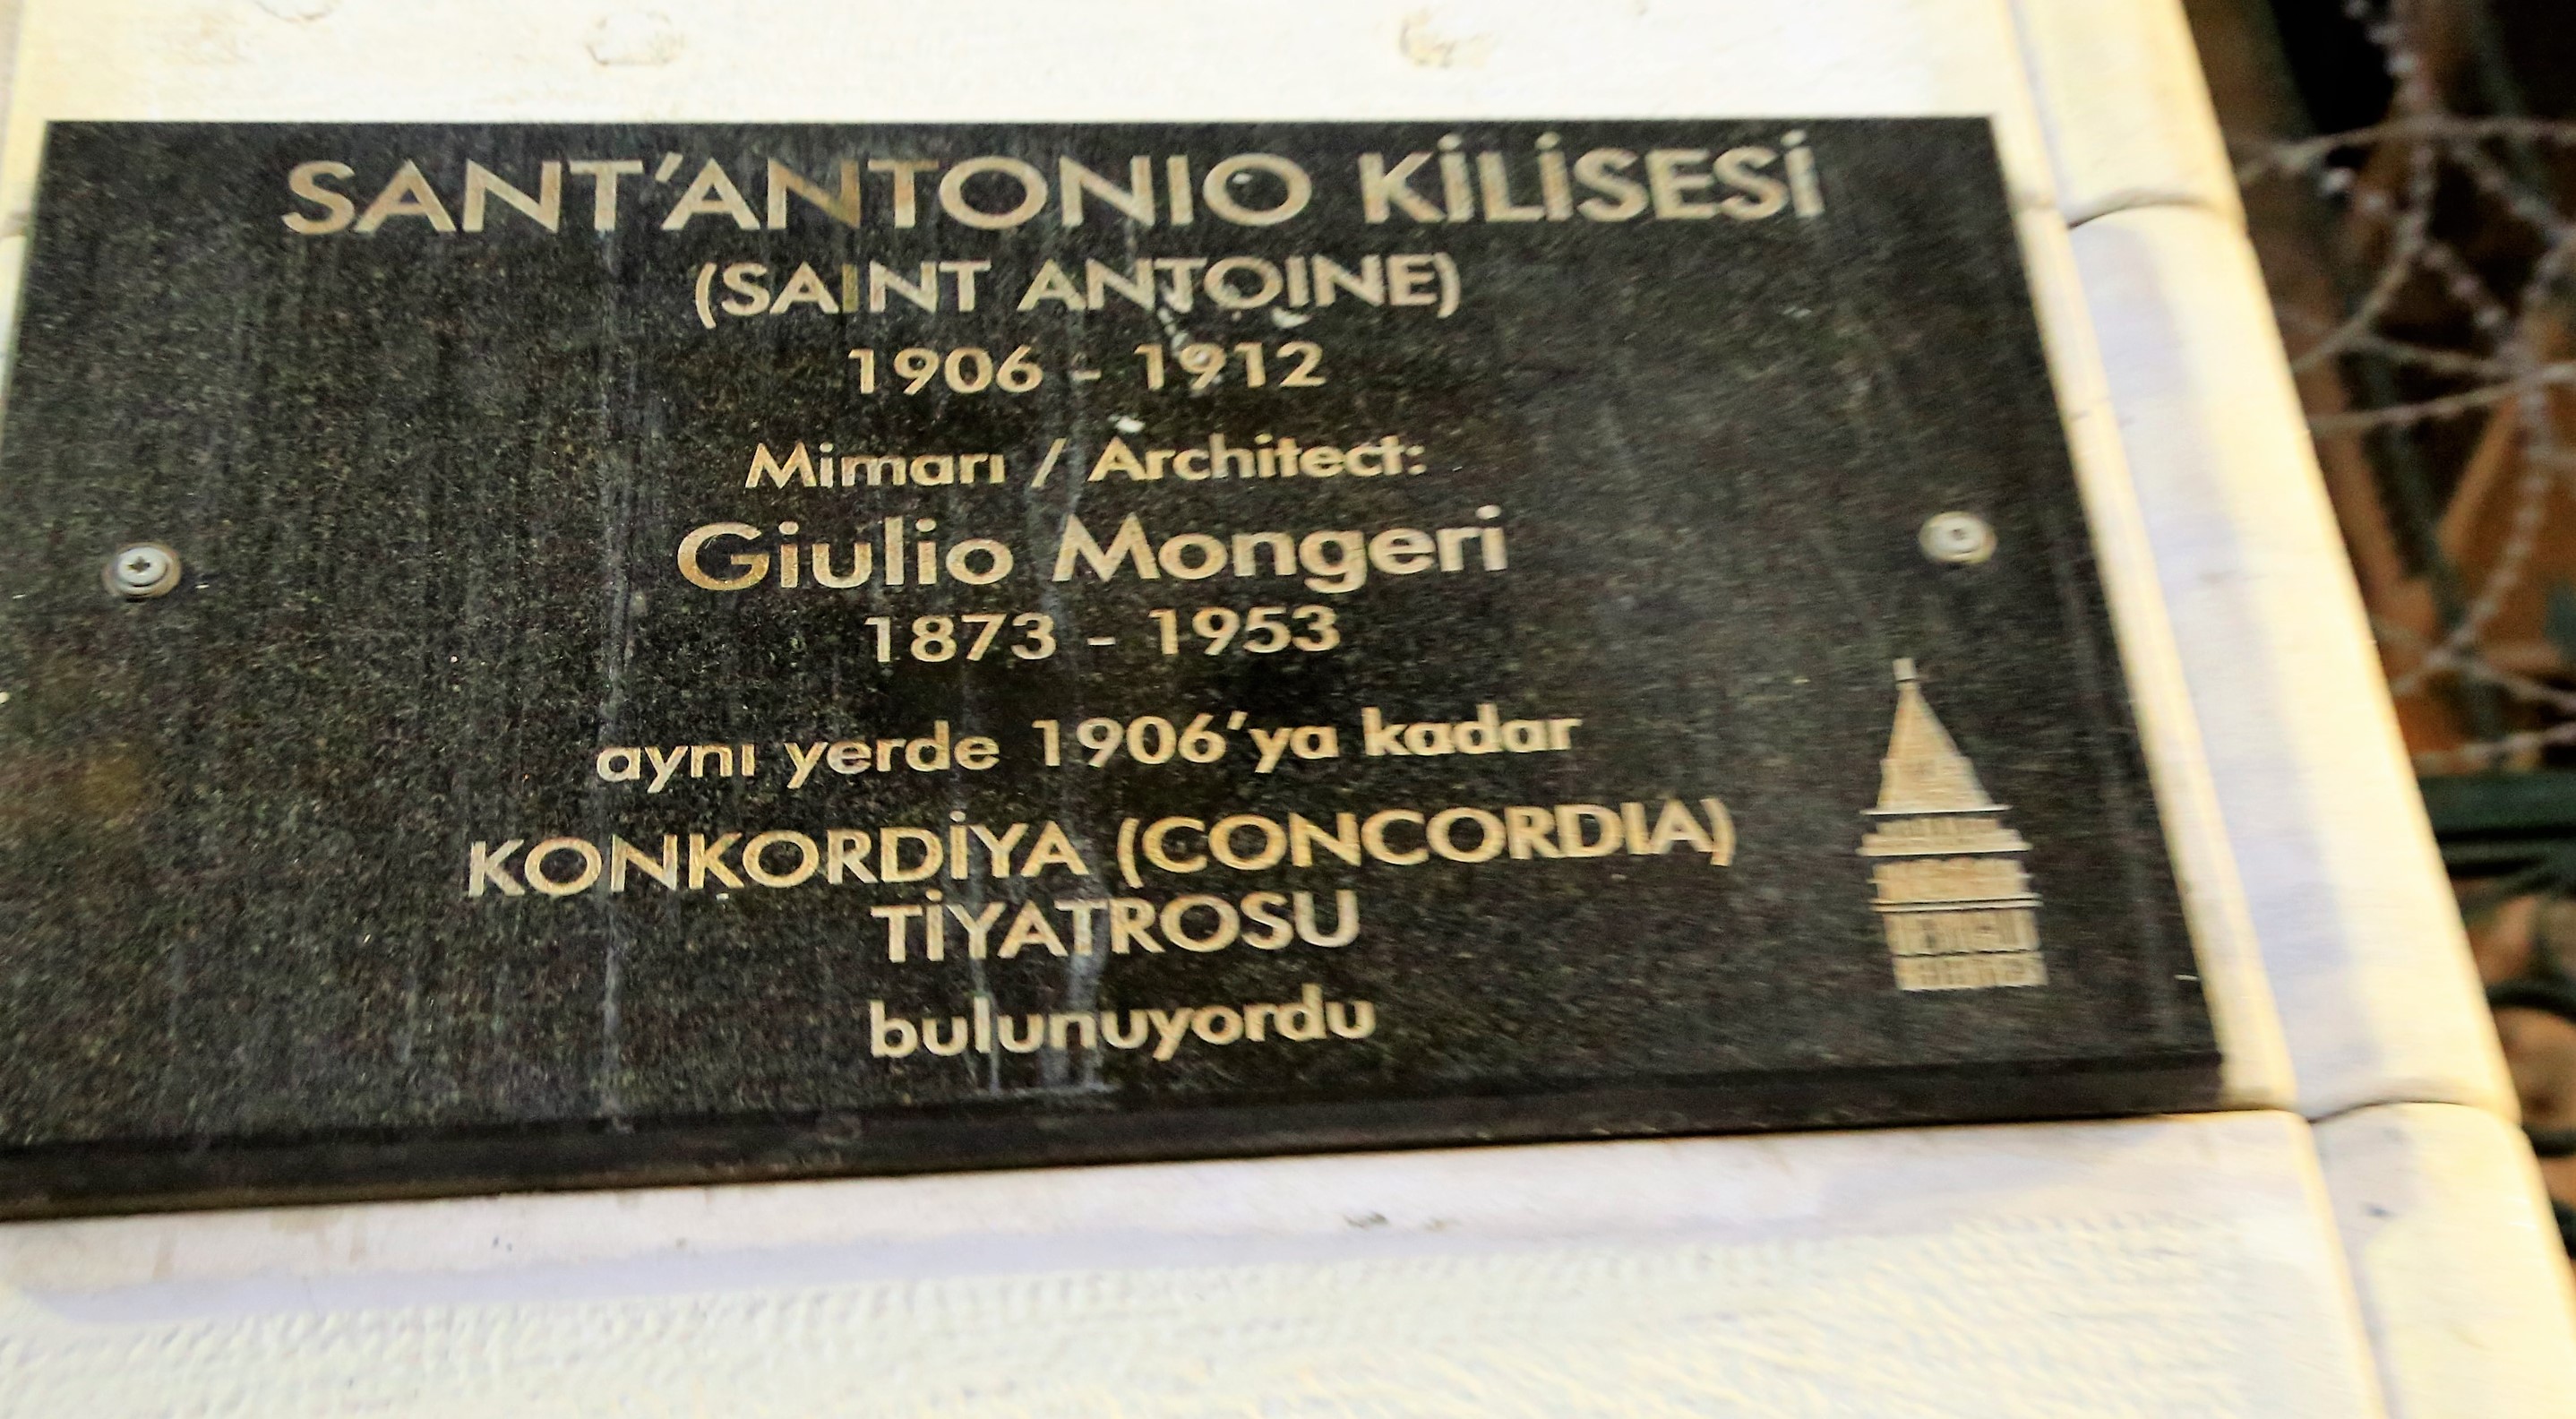 SANT'ANTONIO KİLİSESİ
(SAINT ANTOINE)
1906 - 1912
Mimarı / Architect:
Giulio Mongeri
1873 - 1953
aynı yerde 1906'ya kadar
KONKORDİYA (CONCORDIA)
TİYATROSU
bulunuyordu